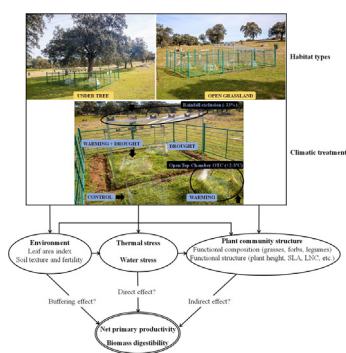 UNDER TREE
OPEN GRASSLAND
Habitat types
Rainfall exclusion (-33%)
WARMING + DROUGHT
DROUGHT
Climatic treatment
Open Top Chamber OTC (+2-3°C)
CONTROL
WARMING
Environment
Leaf area index
Soil texture and fertility
Thermal stress
Water stress
Plant community structure
Functional composition (grasses, forbs, legumes)
Functional structure (plant height, SLA, LNC, etc.)
Buffering effect?
Direct effect?
Indirect effect?
Net primary productivity
Biomass digestibility